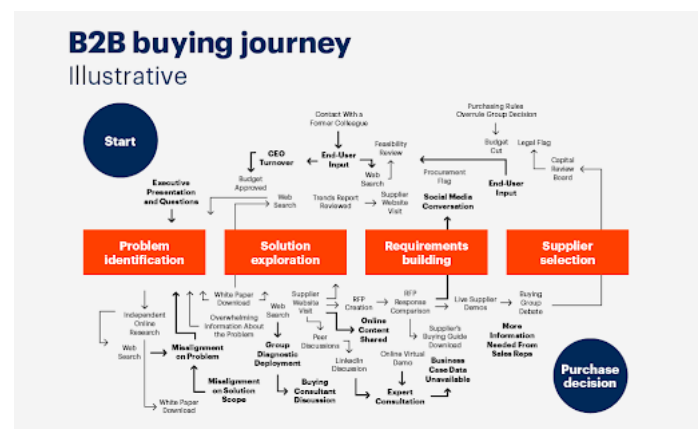 B2B buying journey
Illustrative
Start
Contact With a
Former Colleague
Purchasing Rules
Overrule Group Decision
CEO
Turnover
End-User
Input
Feasibility
Review
Budget
Cut
Legal Flag
Capital
Review
Board
Budget
Approved
Web
Search
Procurement
Flag
End-User
Input
Executive
Presentation
and Questions
Web
Search
Trends Report
Reviewed
Supplier
Website
Visit
Social Media
Conversation
Problem
identification
Solution
exploration
Requirements
building
Supplier
selection
White Paper
Download
Web
Search
Supplier
Website
Visit
RFP
Creation
RFP
Response
Comparison
Live Supplier
Demos
Buying
Group
Debate
Independent
Online
Research
Overwhelming
Information About
the Problem
Online
Content
Shared
Peer
Discussions
Supplier's
Buying Guide
Download
More
Information
Needed From
Sales Reps
Web
Search
Misalignment
on Problem
Group
Diagnostic
Deployment
LinkedIn
Discussion
Online Virtual
Demo
Business
Case Data
Unavailable
Misalignment
on Solution
Scope
Buying
Consultant
Discussion
Expert
Consultation
White Paper
Download
Purchase
decision